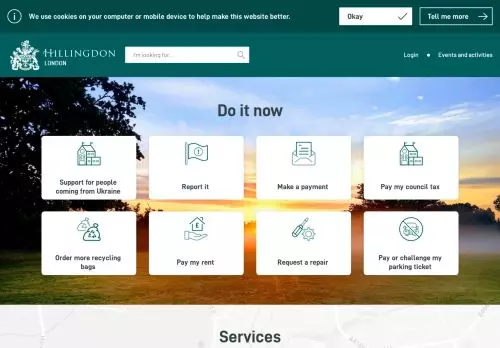 We use cookies on your computer or mobile device to help make this website better.
Okay
Tell me more
HILLINGDON
LONDON
I'm looking for...
Login
Events and activities
Do it now
Support for people
coming from Ukraine
Report it
Make a payment
Pay my council tax
Order more recycling
bags
Pay my rent
Request a repair
Pay or challenge my
parking ticket
Services